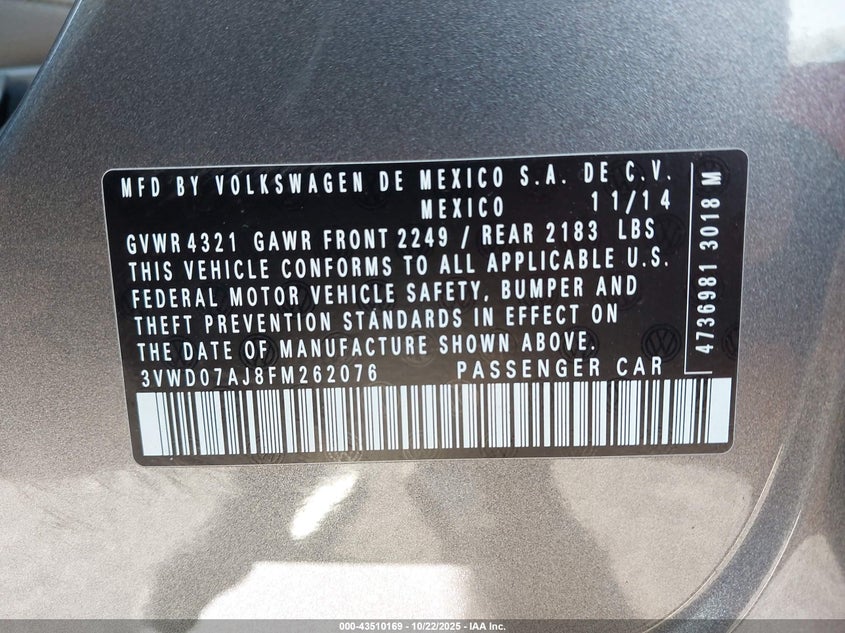 MFD BY VOLKSWAGEN DE MEXICO S.A. DE C.V.
MEXICO 11/14
GVWR 4321 GAWR FRONT 2249 / REAR 2183 LBS
THIS VEHICLE CONFORMS TO ALL APPLICABLE U.S.
FEDERAL MOTOR VEHICLE SAFETY, BUMPER AND
THEFT PREVENTION STANDARDS IN EFFECT ON
THE DATE OF MANUFACTURE SHOWN ABOVE.
3VWD07AJ8FM262076 PASSENGER CAR
4736981 3018 M
000-43510169 - 10/22/2025 - IAA Inc.